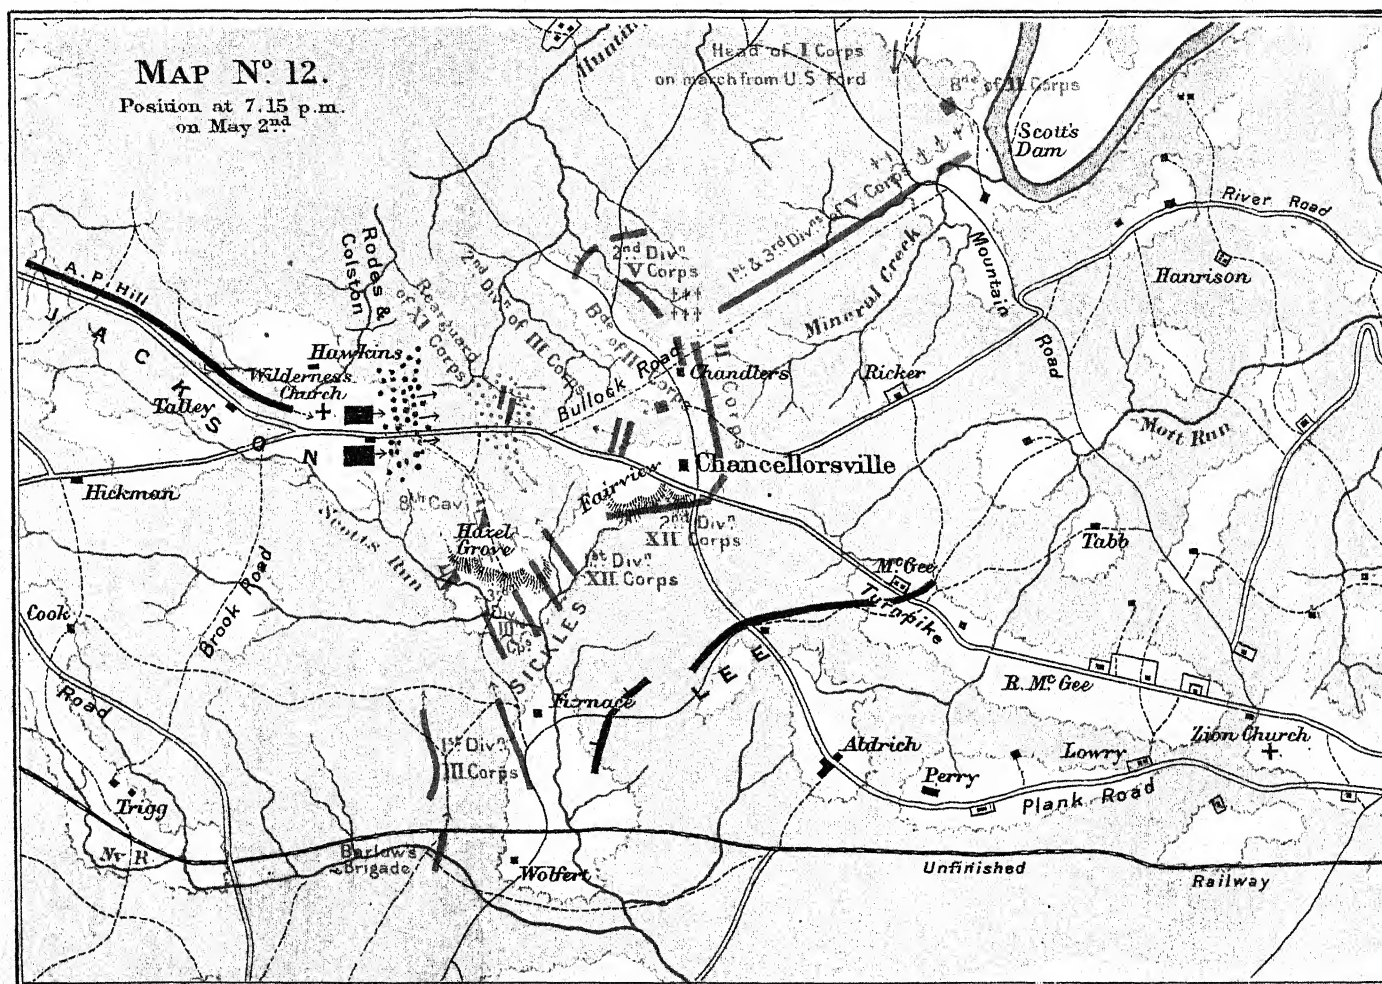 MAP No. 12.
Position at 7.15 p.m.
on May 2nd.
Head of I Corps
on march from U.S Ford
Bde of II Corps
Scott's
Dam
River Road
Hanrison
1st & 3rd Divns of V Corps
Mineral Creek
Mountain
Road
2nd Divn
V Corps
Rodes &
Colston
Rearguard
of XI Corps
2nd Divn
of III Corps
Bde of II Corps
A.P. Hill
JACKSON
Hawkins
Wilderness
Church
Talley
Bullock Road
Chandlers
II Corps
Ricker
Mott Run
Hickman
Fairview
Chancellorsville
8th Cav.
Scotts Run
Hazel
Grove
2nd Divn
XII Corps
1st Divn
XII Corps
Tabb
McGee
Turnpike
Cook
Brook Road
3rd
Div
III
Cps
SICKLES
LEE
Furnace
R. McGee
Zion Church
Road
1st Divn
III Corps
Aldrich
Perry
Lowry
Plank Road
Trigg
Ny R.
Barlow's
Brigade
Wolfert
Unfinished
Railway